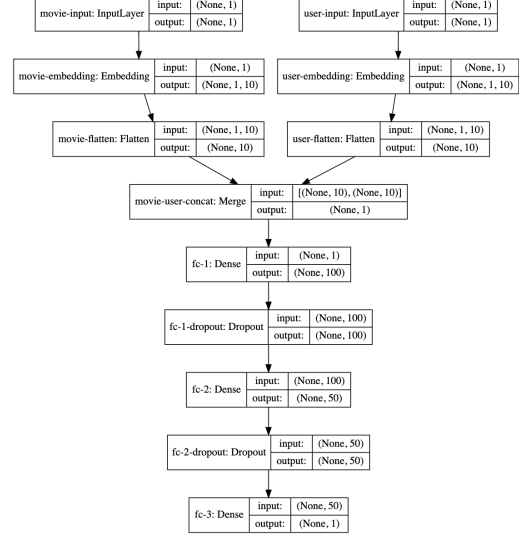 movie-input: InputLayer input: (None, 1) output: (None, 1)
user-input: InputLayer input: (None, 1) output: (None, 1)
movie-embedding: Embedding input: (None, 1) output: (None, 1, 10)
user-embedding: Embedding input: (None, 1) output: (None, 1, 10)
movie-flatten: Flatten input: (None, 1, 10) output: (None, 10)
user-flatten: Flatten input: (None, 1, 10) output: (None, 10)
movie-user-concat: Merge input: [(None, 10), (None, 10)] output: (None, 1)
fc-1: Dense input: (None, 1) output: (None, 100)
fc-1-dropout: Dropout input: (None, 100) output: (None, 100)
fc-2: Dense input: (None, 100) output: (None, 50)
fc-2-dropout: Dropout input: (None, 50) output: (None, 50)
fc-3: Dense input: (None, 50) output: (None, 1)